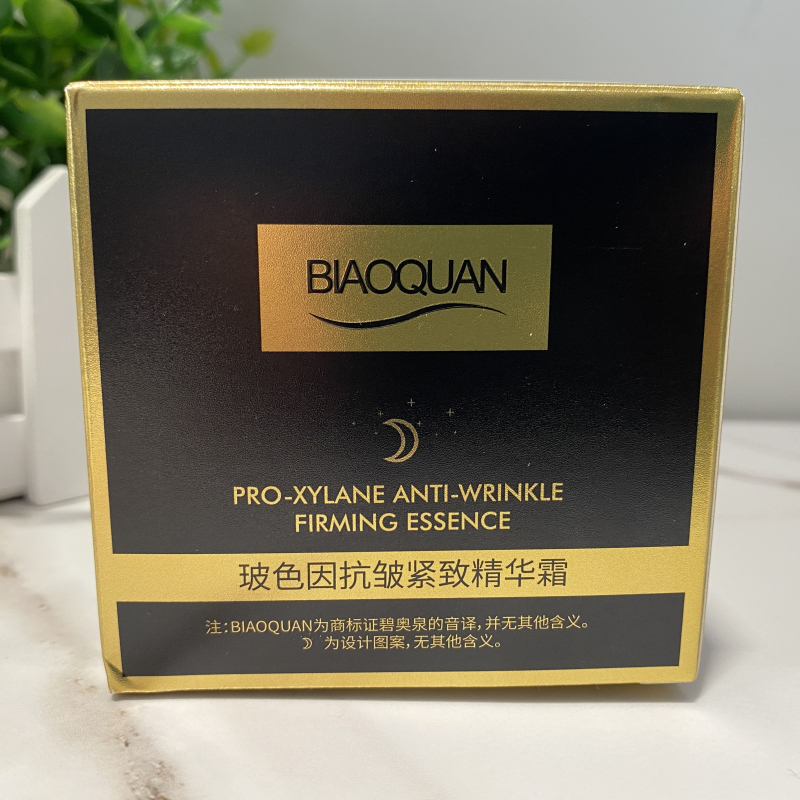 BIAOQUAN
PRO-XYLANE ANTI-WRINKLE
FIRMING ESSENCE
玻色因抗皱紧致精华霜
注:BIAOQUAN为商标证碧奥泉的音译,并无其他含义。
为设计图案,无其他含义。